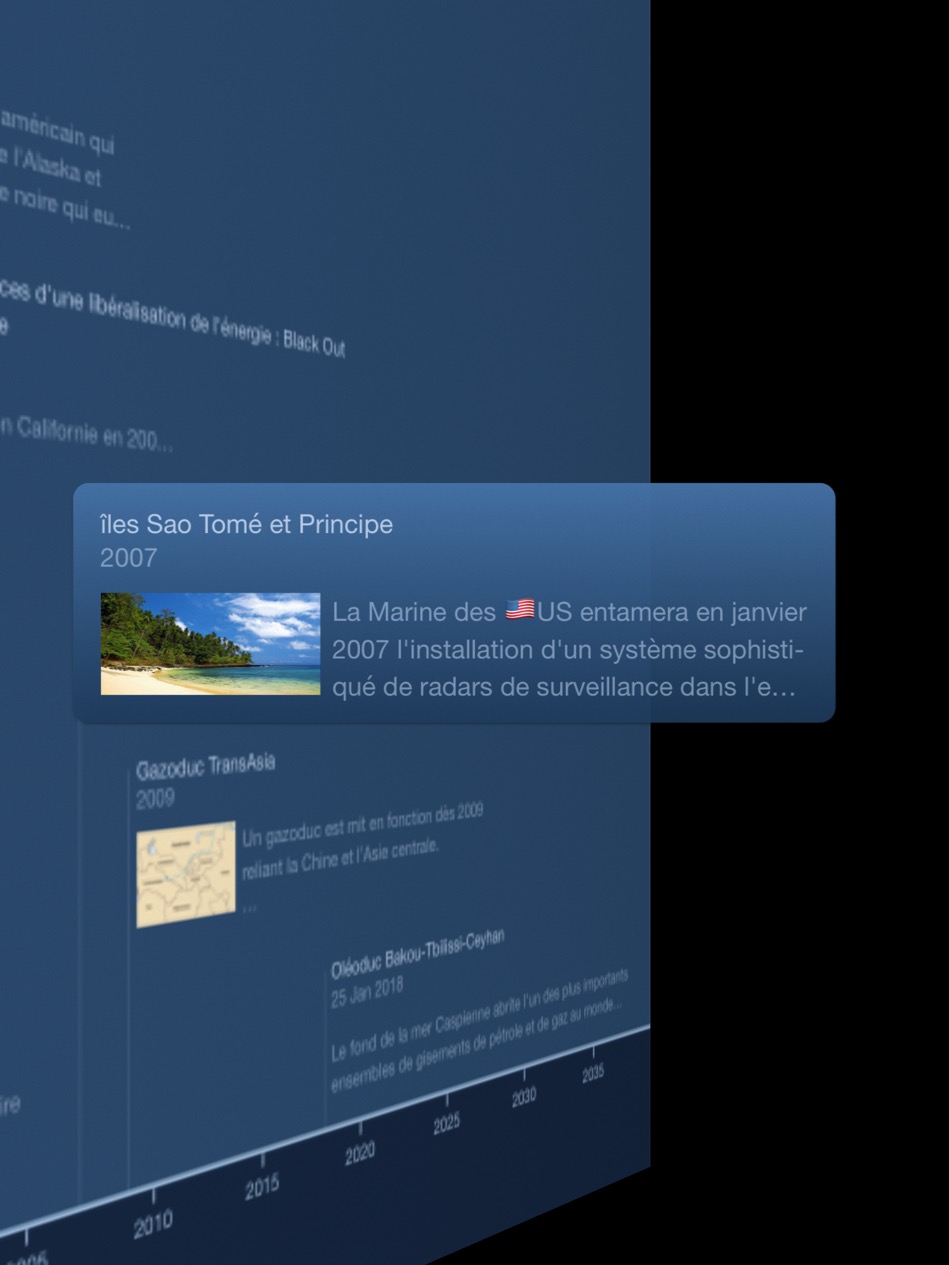 américain qui
e l'Alaska et
e noire qui eu...
ces d'une libéralisation de l'énergie : Black Out
e
n Californie en 200...
îles Sao Tomé et Principe
2007
La Marine des 🇺🇸US entamera en janvier
2007 l'installation d'un système sophisti-
qué de radars de surveillance dans l'e...
Gazoduc TransAsia
2009
Un gazoduc est mit en fonction dès 2009
reliant la Chine et l'Asie centrale.
...
Oléoduc Bakou-Tbilissi-Ceyhan
25 Jan 2018
Le fond de la mer Caspienne abrite l'un des plus importants
ensembles de gisements de pétrole et de gaz au monde...
ire
2005 2010 2015 2020 2025 2030 2035